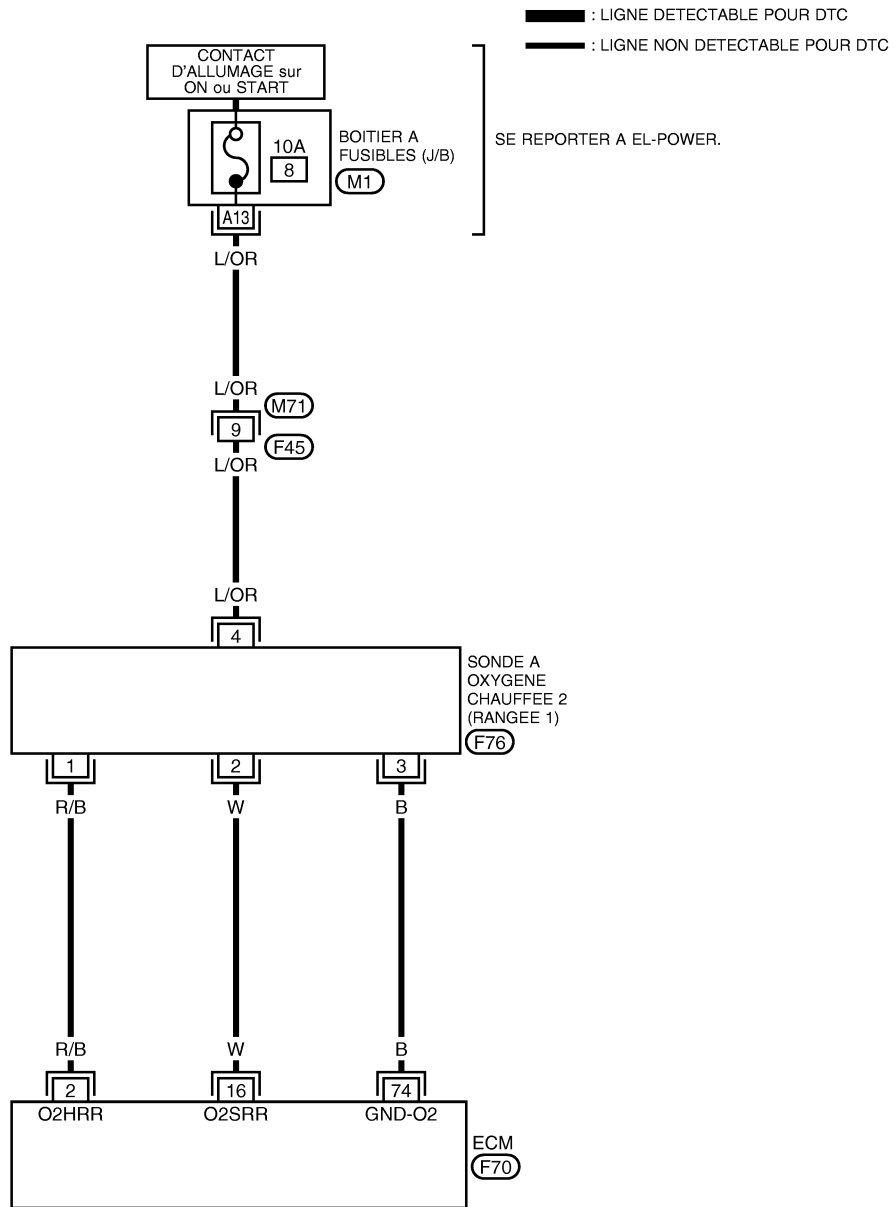 : LIGNE DETECTABLE POUR DTC
: LIGNE NON DETECTABLE POUR DTC
CONTACT
D'ALLUMAGE sur
ON ou START
10A
8
BOITIER A
FUSIBLES (J/B)
M1
SE REPORTER A EL-POWER.
A13
L/OR
L/OR
M71
9
F45
L/OR
L/OR
4
SONDE A
OXYGENE
CHAUFFEE 2
(RANGEE 1)
F76
1 2 3
R/B W B
R/B W B
2 16 74
O2HRR O2SRR GND-O2
ECM
F70